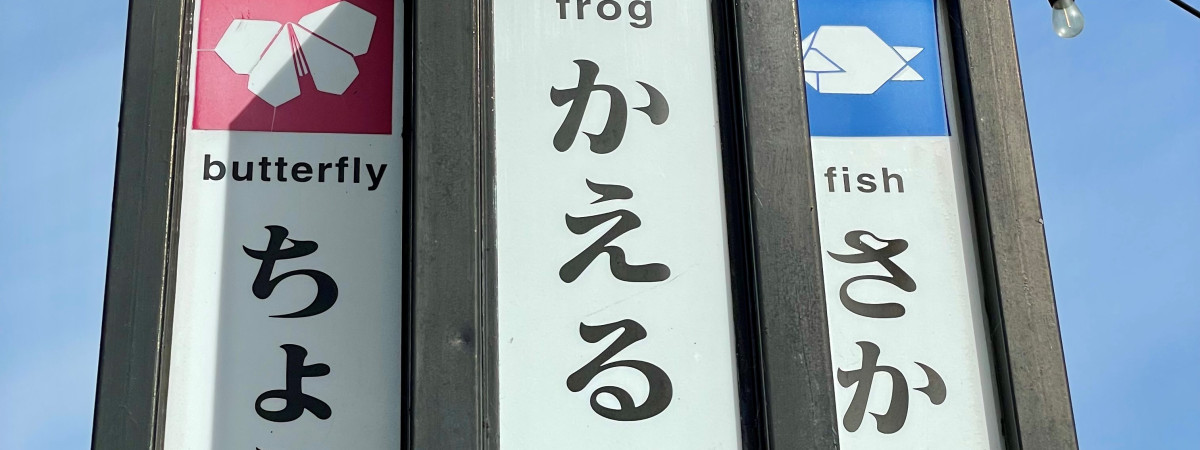 butterfly
ちょ
frog
かえる
fish
さか